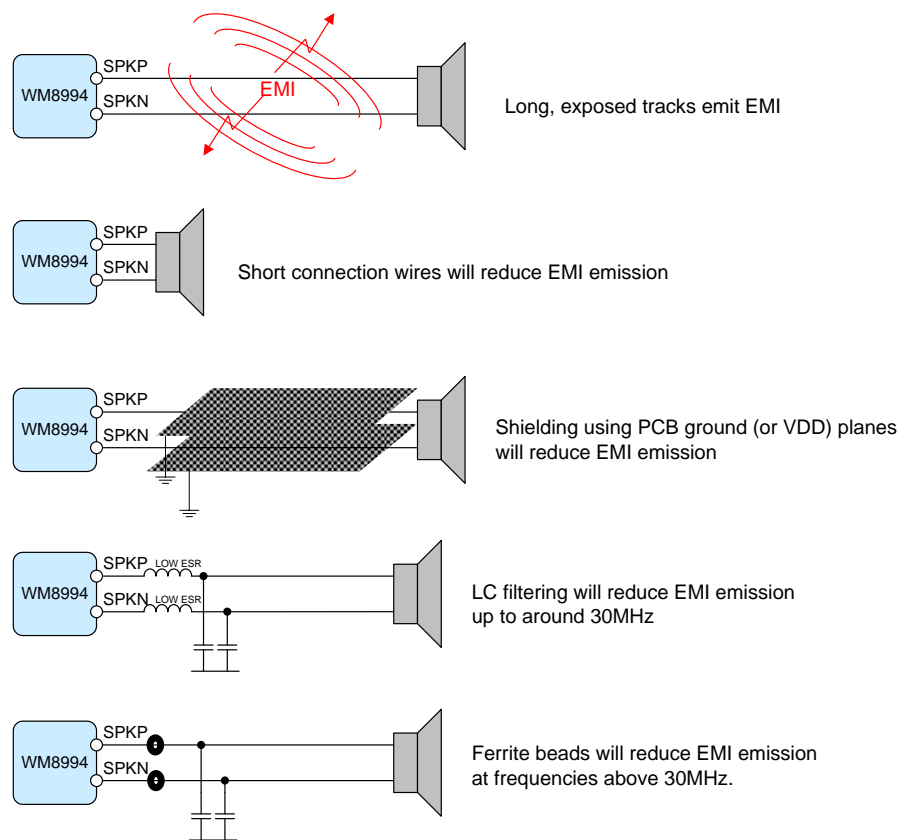 SPKP
WM8994
SPKN
EMI
Long, exposed tracks emit EMI
SPKP
WM8994
SPKN
Short connection wires will reduce EMI emission
SPKP
WM8994
SPKN
Shielding using PCB ground (or VDD) planes
will reduce EMI emission
SPKP
LOW ESR
WM8994
SPKN
LOW ESR
LC filtering will reduce EMI emission
up to around 30MHz
SPKP
WM8994
SPKN
Ferrite beads will reduce EMI emission
at frequencies above 30MHz.